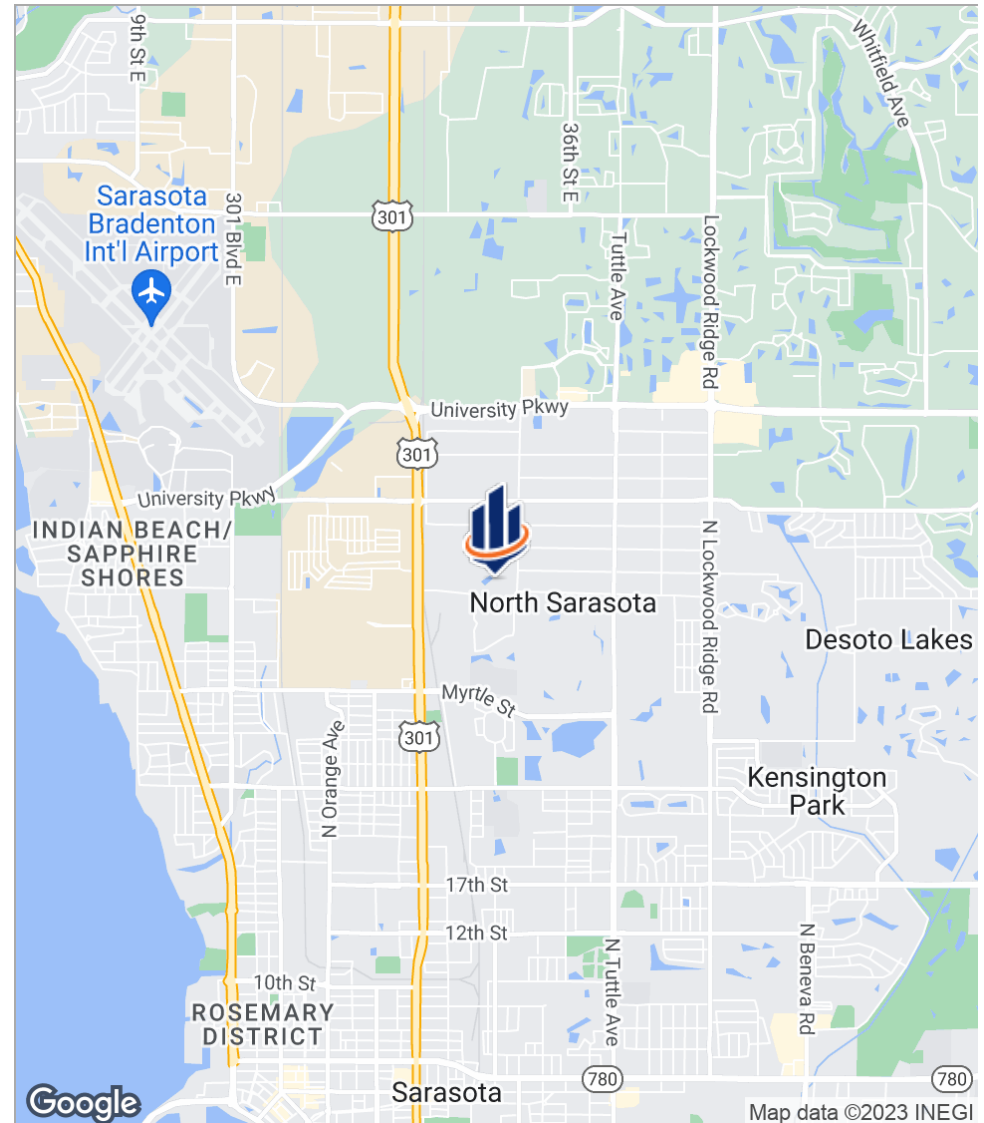 9th St E
Whitfield Ave
36th St E
Sarasota
Bradenton
Int'l Airport
301 Blvd E
301
Tuttle Ave
Lockwood Ridge Rd
University Pkwy
301
University Pkwy
INDIAN BEACH/
SAPPHIRE
SHORES
North Sarasota
N Lockwood Ridge Rd
Desoto Lakes
Myrtle St
301
N Orange Ave
Kensington
Park
17th St
12th St
N Tuttle Ave
N Beneva Rd
10th St
ROSEMARY
DISTRICT
Sarasota
780
780
Google
Map data ©2023 INEGI